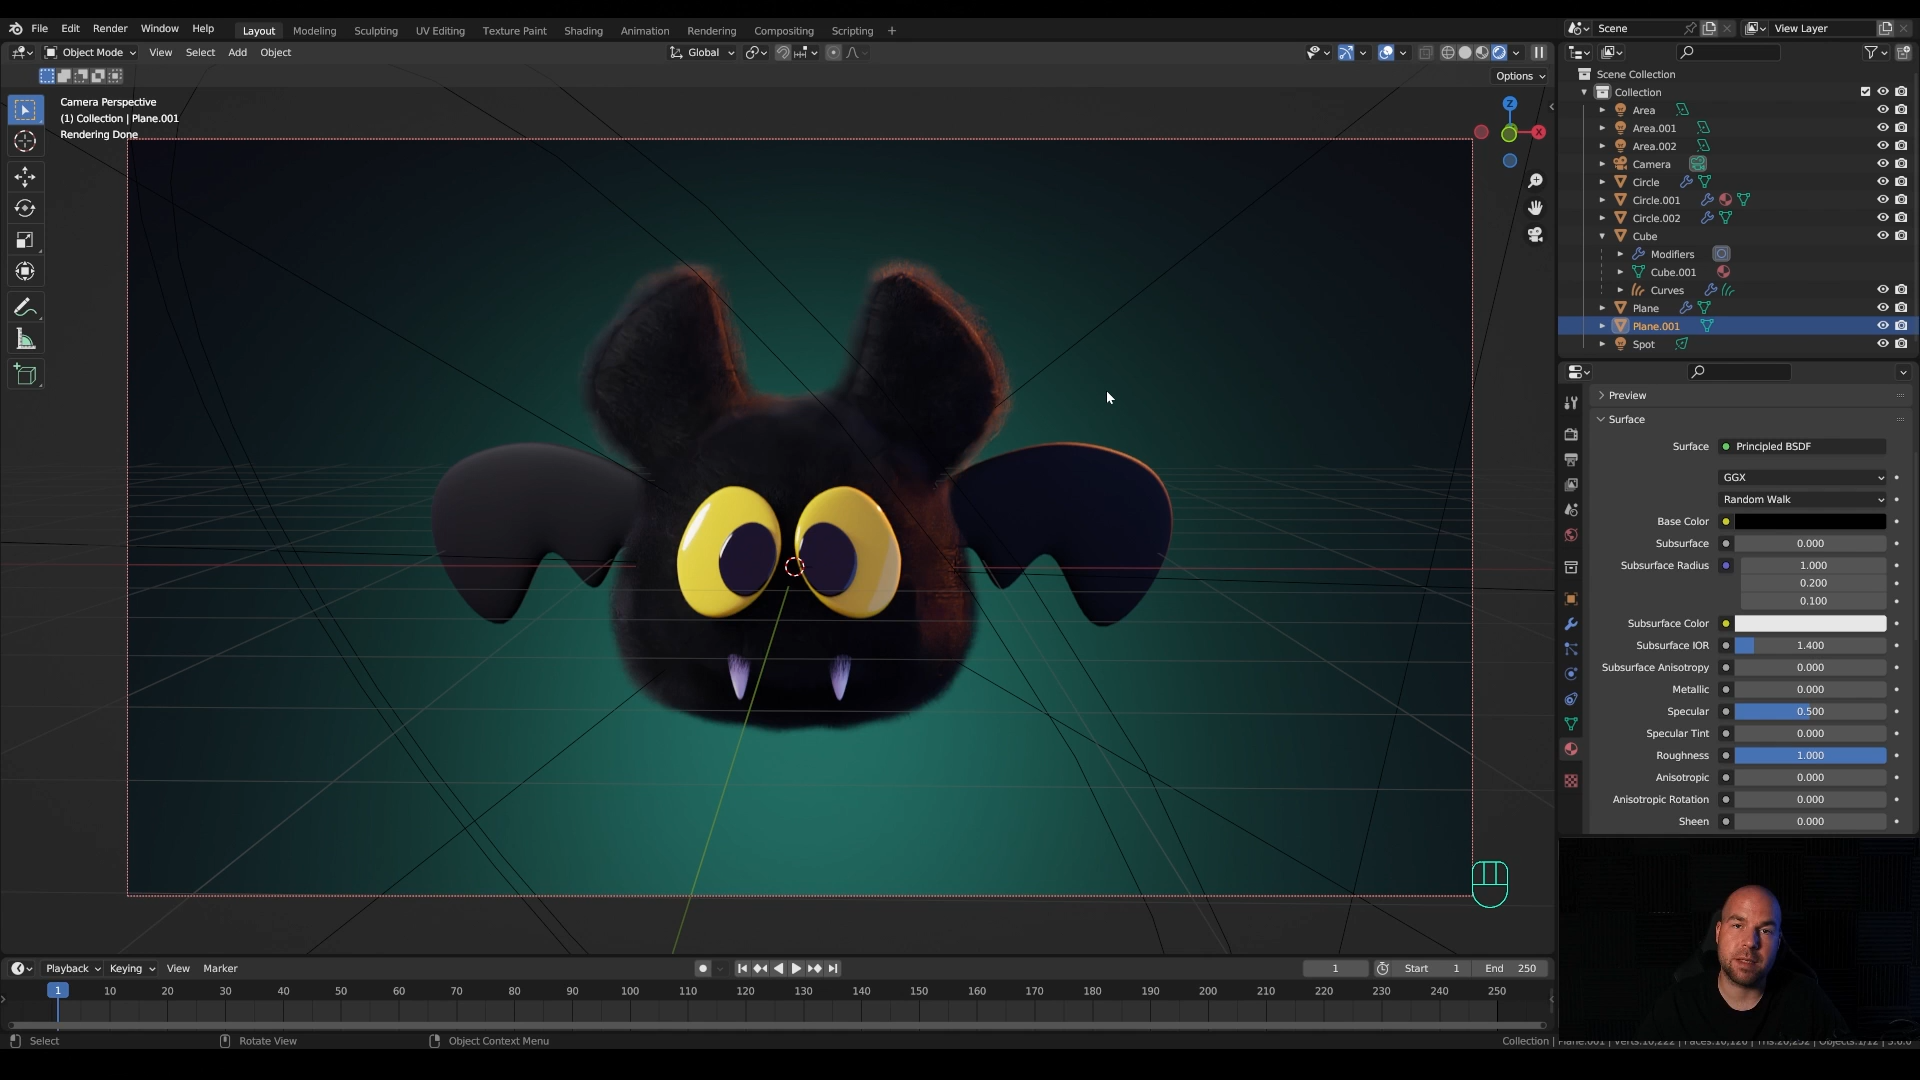 File Edit Render Window Help Layout Modeling Sculpting UV Editing Texture Paint Shading Animation Rendering Compositing Scripting + Scene View Layer
Object Mode View Select Add Object Global
Options
Camera Perspective
(1) Collection | Plane.001
Rendering Done
Z
X
Scene Collection
Collection
Area
Area.001
Area.002
Camera
Circle
Circle.001
Circle.002
Cube
Modifiers
Cube.001
Curves
Plane
Plane.001
Spot
Preview
Surface
Surface Principled BSDF
GGX
Random Walk
Base Color
Subsurface 0.000
Subsurface Radius 1.000
0.200
0.100
Subsurface Color
Subsurface IOR 1.400
Subsurface Anisotropy 0.000
Metallic 0.000
Specular 0.500
Specular Tint 0.000
Roughness 1.000
Anisotropic 0.000
Anisotropic Rotation 0.000
Sheen 0.000
Playback Keying View Marker 1 Start 1 End 250
1 10 20 30 40 50 60 70 80 90 100 110 120 130 140 150 160 170 180 190 200 210 220 230 240 250
Select Rotate View Object Context Menu Collection |